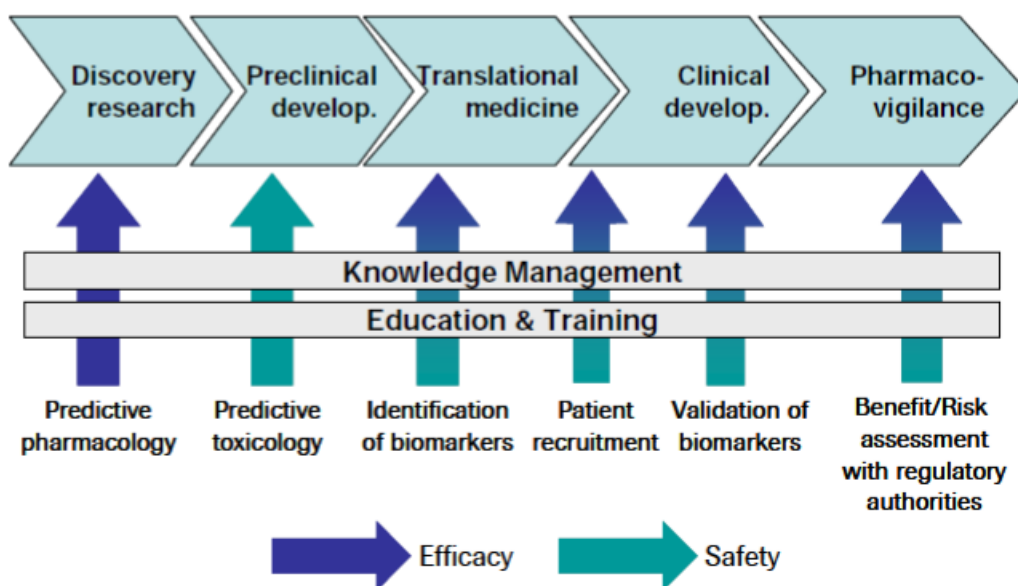 Discovery
research
Preclinical
develop.
Translational
medicine
Clinical
develop.
Pharmaco-
vigilance
Knowledge Management
Education & Training
Predictive
pharmacology
Predictive
toxicology
Identification
of biomarkers
Patient
recruitment
Validation of
biomarkers
Benefit/Risk
assessment
with regulatory
authorities
Efficacy
Safety